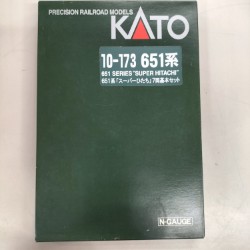 PRECISION RAILROAD MODELS
KATO
10-173 651系
651 SERIES "SUPER HITACHI"
651系「スーパーひたち」7両基本セット
N-GAUGE